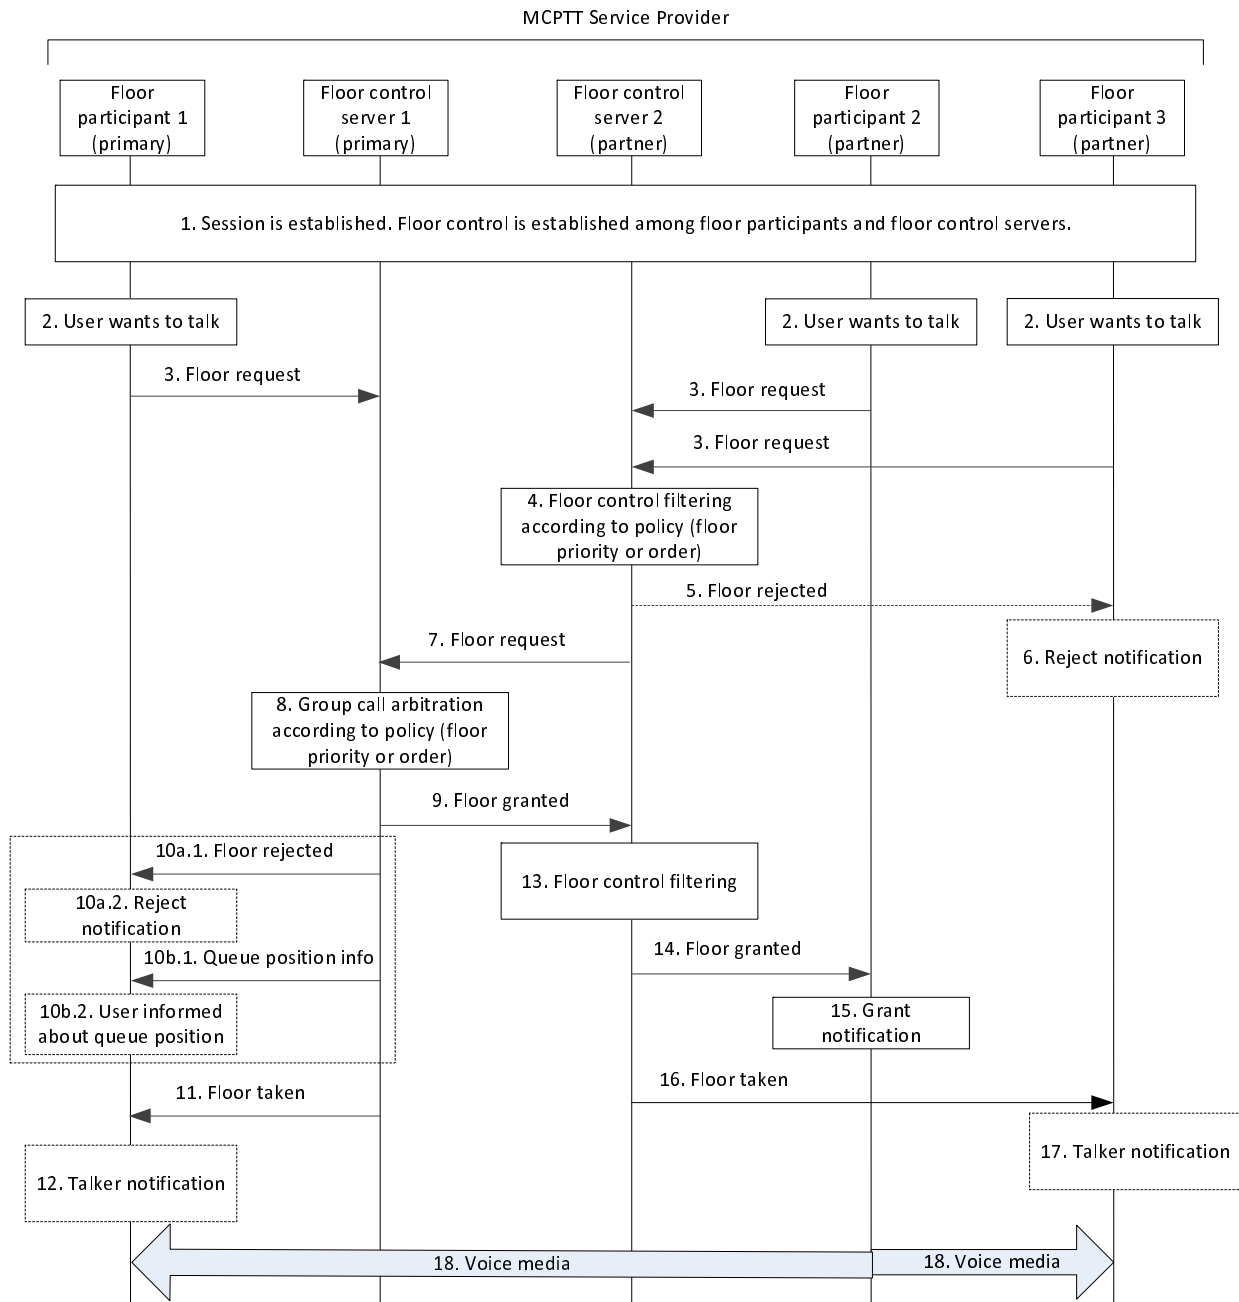 MCPTT Service Provider
Floor
participant 1
(primary)
Floor control
server 1
(primary)
Floor control
server 2
(partner)
Floor
participant 2
(partner)
Floor
participant 3
(partner)
1. Session is established. Floor control is established among floor participants and floor control servers.
2. User wants to talk
2. User wants to talk
2. User wants to talk
3. Floor request
3. Floor request
3. Floor request
4. Floor control filtering
according to policy (floor
priority or order)
5. Floor rejected
6. Reject notification
7. Floor request
8. Group call arbitration
according to policy (floor
priority or order)
9. Floor granted
10a.1. Floor rejected
10a.2. Reject
notification
10b.1. Queue position info
10b.2. User informed
about queue position
11. Floor taken
12. Talker notification
13. Floor control filtering
14. Floor granted
15. Grant
notification
16. Floor taken
17. Talker notification
18. Voice media
18. Voice media